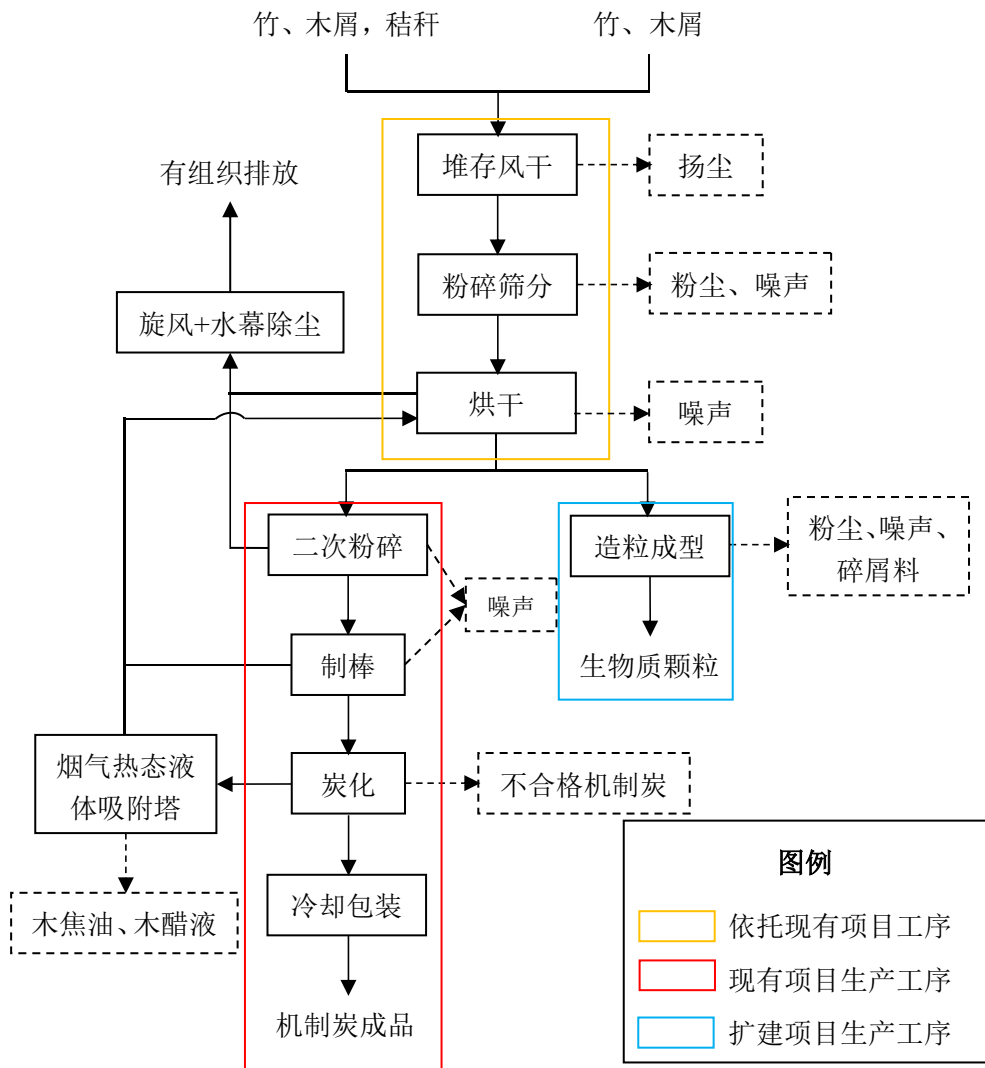 竹、木屑，秸秆
竹、木屑
堆存风干
扬尘
有组织排放
粉碎筛分
粉尘、噪声
旋风+水幕除尘
烘干
噪声
二次粉碎
造粒成型
粉尘、噪声、
碎屑料
噪声
制棒
生物质颗粒
烟气热态液
体吸附塔
炭化
不合格机制炭
图例
冷却包装
木焦油、木醋液
依托现有项目工序
现有项目生产工序
机制炭成品
扩建项目生产工序